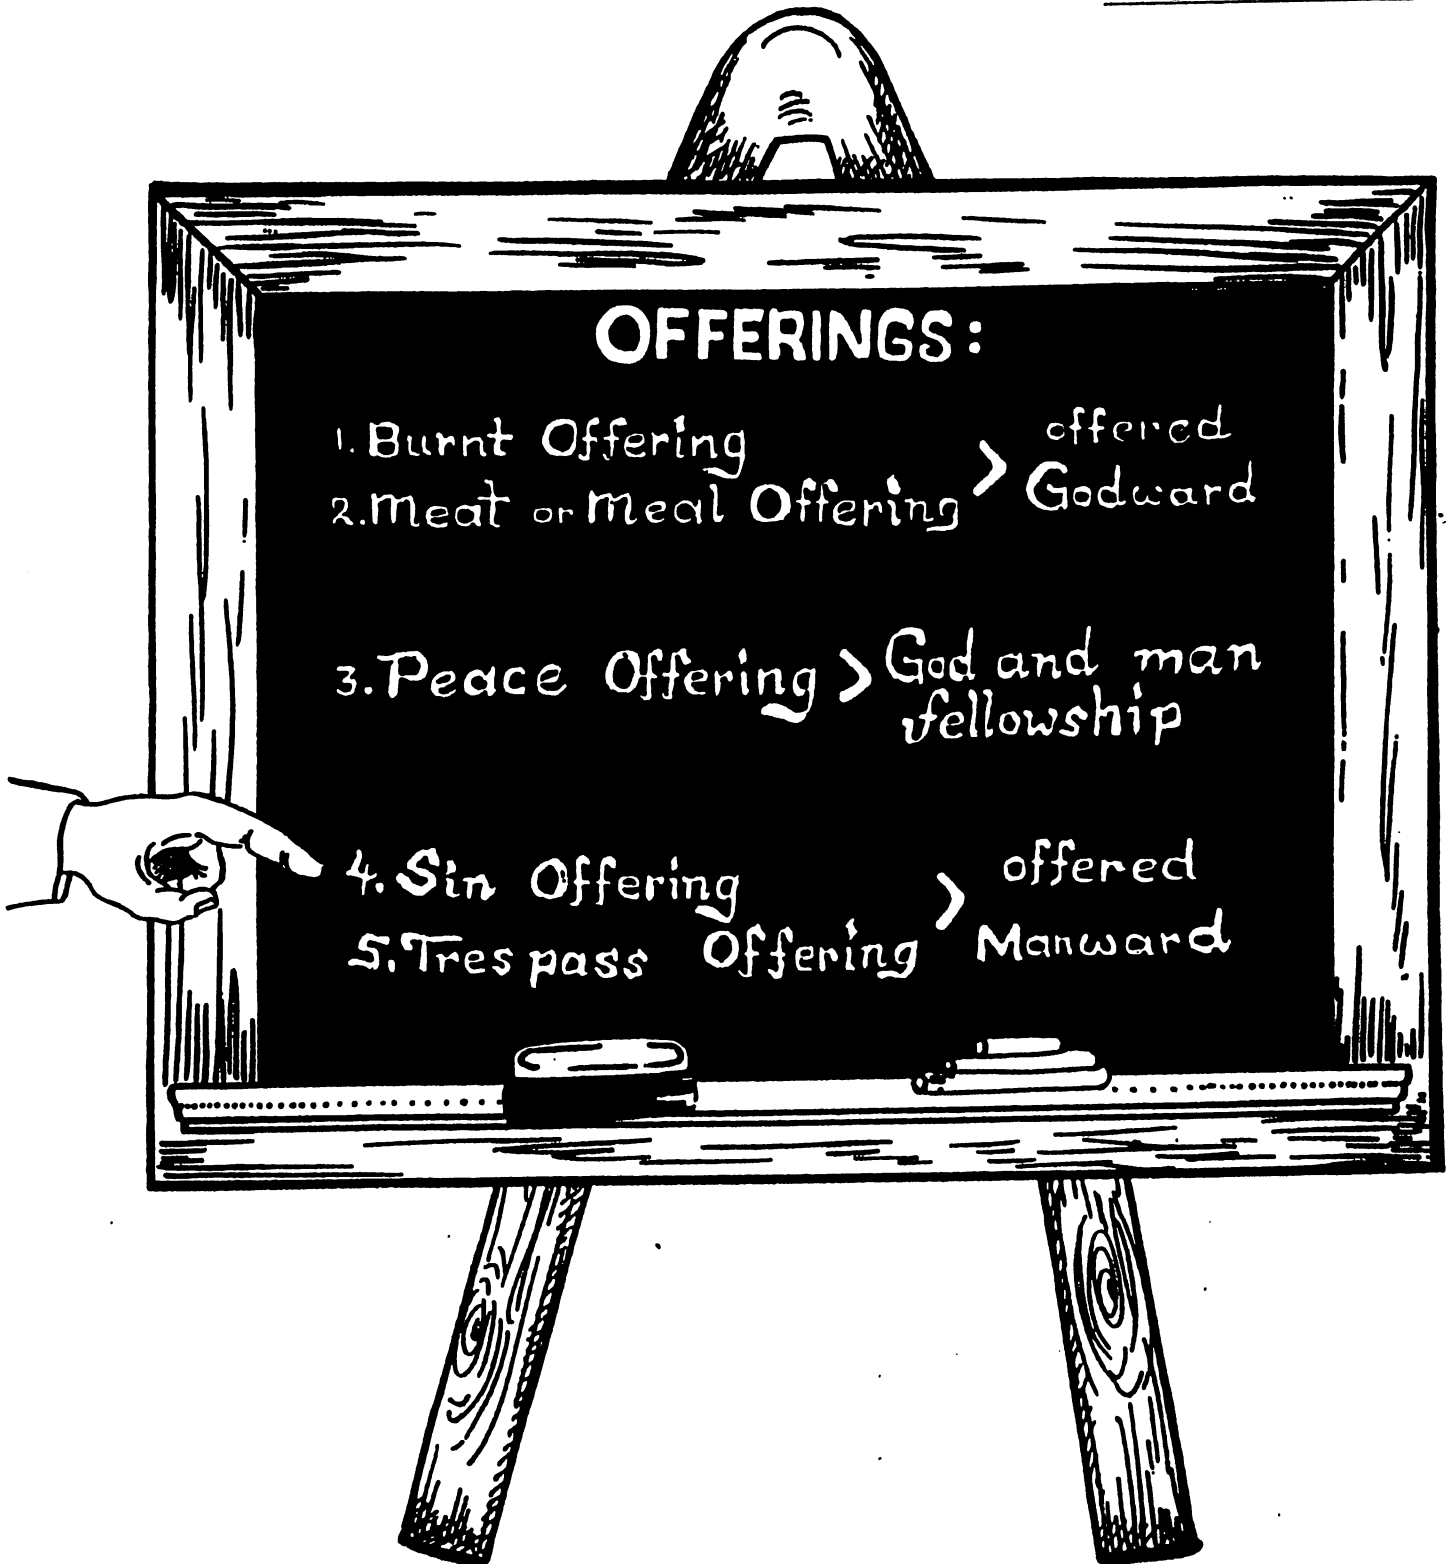 OFFERINGS:
1. Burnt Offering
2. Meat or Meal Offering
> offered
Godward
3. Peace Offering > God and man
fellowship
4. Sin Offering
5. Trespass Offering
> offered
Manward